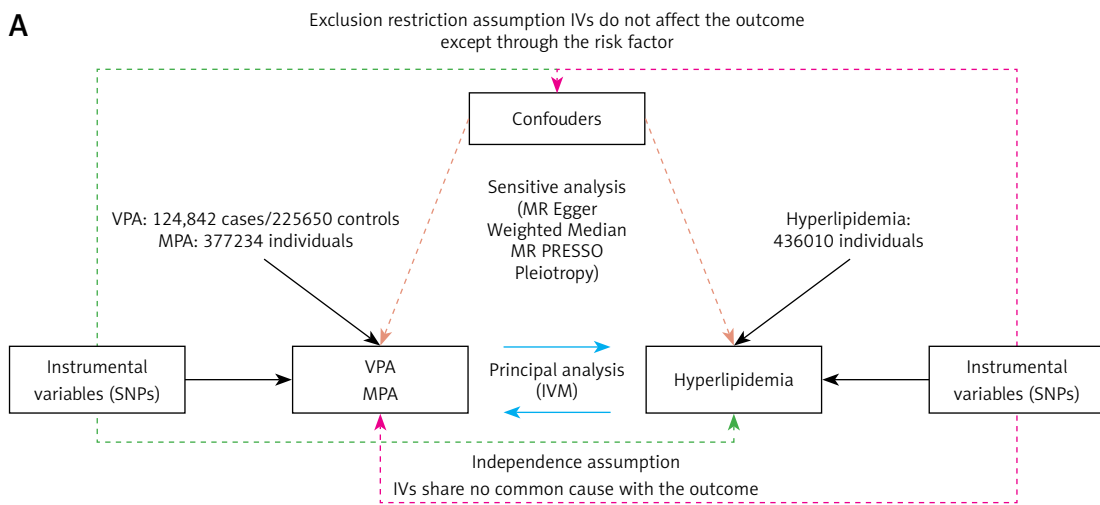 A
Exclusion restriction assumption IVs do not affect the outcome
except through the risk factor
Confouders
Sensitive analysis
(MR Egger
Weighted Median
MR PRESSO
Pleiotropy)
VPA: 124,842 cases/225650 controls
MPA: 377234 individuals
Hyperlipidemia:
436010 individuals
Instrumental
variables (SNPs)
VPA
MPA
Principal analysis
(IVM)
Hyperlipidemia
Instrumental
variables (SNPs)
Independence assumption
IVs share no common cause with the outcome